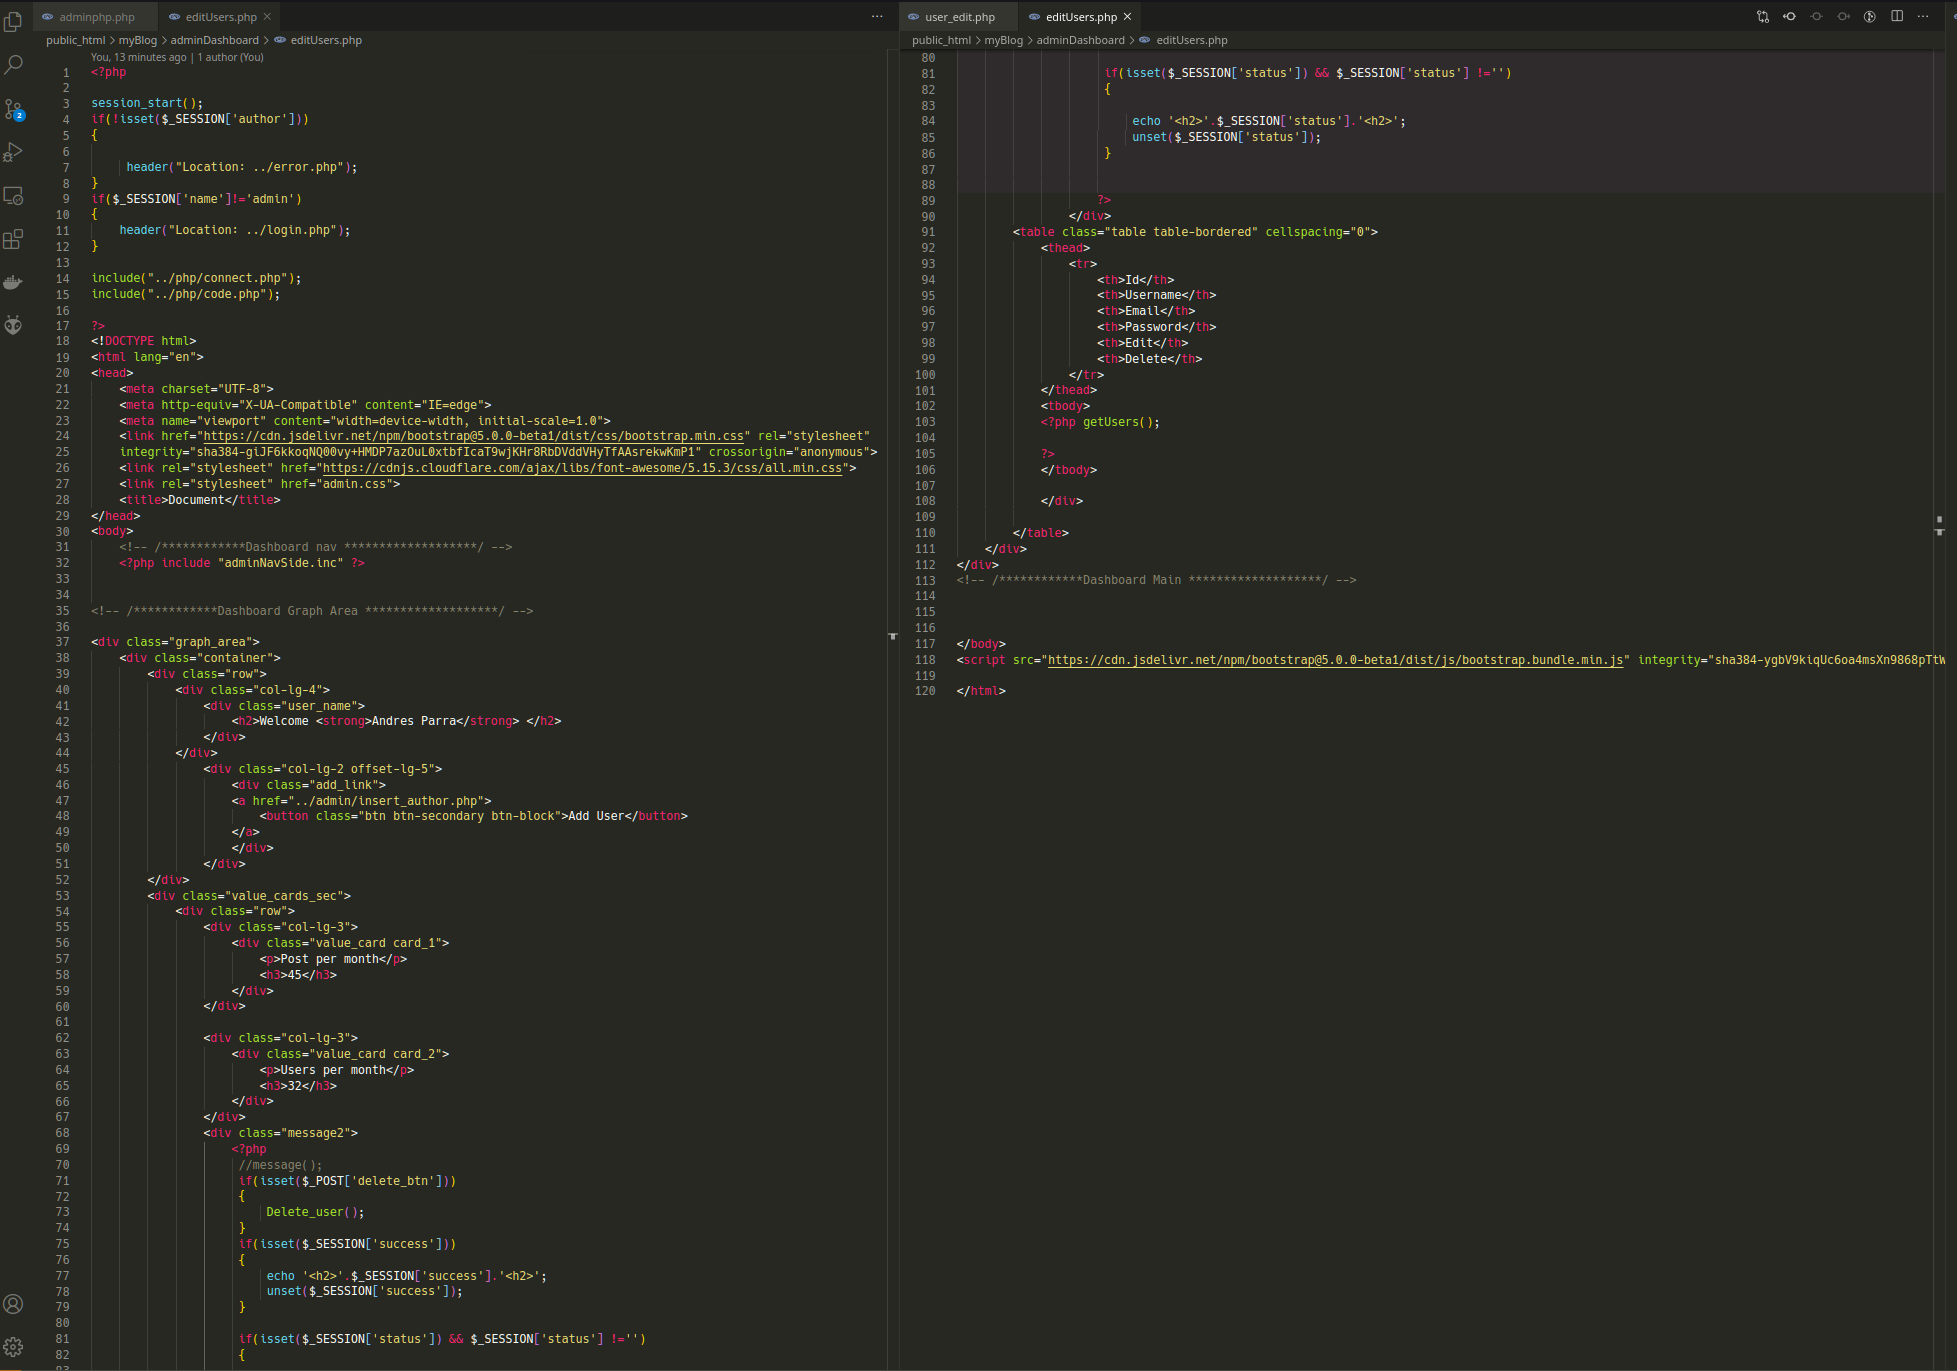 adminphp.php
editUsers.php
public_html > myBlog > adminDashboard > editUsers.php
You, 13 minutes ago | 1 author (You)
1 <?php
2
3 session_start();
4 if(!isset($_SESSION['author']))
5 {
6
7 header("Location: ../error.php");
8 }
9 if($_SESSION['name']!='admin')
10 {
11 header("Location: ../login.php");
12 }
13
14 include("../php/connect.php");
15 include("../php/code.php");
16
17 ?>
18 <!DOCTYPE html>
19 <html lang="en">
20 <head>
21 <meta charset="UTF-8">
22 <meta http-equiv="X-UA-Compatible" content="IE=edge">
23 <meta name="viewport" content="width=device-width, initial-scale=1.0">
24 <link href="https://cdn.jsdelivr.net/npm/bootstrap@5.0.0-beta1/dist/css/bootstrap.min.css" rel="stylesheet"
25 integrity="sha384-giJF6kkoqNQ00vy+HMDP7azOuL0xtbfIcaT9wjKHr8RbDVddVHyTfAAsrekwKmP1" crossorigin="anonymous">
26 <link rel="stylesheet" href="https://cdnjs.cloudflare.com/ajax/libs/font-awesome/5.15.3/css/all.min.css">
27 <link rel="stylesheet" href="admin.css">
28 <title>Document</title>
29 </head>
30 <body>
31 <!-- /************Dashboard nav *******************/ -->
32 <?php include "adminNavSide.inc" ?>
33
34
35 <!-- /************Dashboard Graph Area *******************/ -->
36
37 <div class="graph_area">
38 <div class="container">
39 <div class="row">
40 <div class="col-lg-4">
41 <div class="user_name">
42 <h2>Welcome <strong>Andres Parra</strong> </h2>
43 </div>
44 </div>
45 <div class="col-lg-2 offset-lg-5">
46 <div class="add_link">
47 <a href="../admin/insert_author.php">
48 <button class="btn btn-secondary btn-block">Add User</button>
49 </a>
50 </div>
51 </div>
52 </div>
53 <div class="value_cards_sec">
54 <div class="row">
55 <div class="col-lg-3">
56 <div class="value_card card_1">
57 <p>Post per month</p>
58 <h3>45</h3>
59 </div>
60 </div>
61
62 <div class="col-lg-3">
63 <div class="value_card card_2">
64 <p>Users per month</p>
65 <h3>32</h3>
66 </div>
67 </div>
68 <div class="message2">
69 <?php
70 //message();
71 if(isset($_POST['delete_btn']))
72 {
73 Delete_user();
74 }
75 if(isset($_SESSION['success']))
76 {
77 echo '<h2>'.$_SESSION['success'].'<h2>';
78 unset($_SESSION['success']);
79 }
80
81 if(isset($_SESSION['status']) && $_SESSION['status'] !='')
82 {
83
user_edit.php
editUsers.php
public_html > myBlog > adminDashboard > editUsers.php
80
81 if(isset($_SESSION['status']) && $_SESSION['status'] !='')
82 {
83
84 echo '<h2>'.$_SESSION['status'].'<h2>';
85 unset($_SESSION['status']);
86 }
87
88
89 ?>
90 </div>
91 <table class="table table-bordered" cellspacing="0">
92 <thead>
93 <tr>
94 <th>Id</th>
95 <th>Username</th>
96 <th>Email</th>
97 <th>Password</th>
98 <th>Edit</th>
99 <th>Delete</th>
100 </tr>
101 </thead>
102 <tbody>
103 <?php getUsers();
104
105 ?>
106 </tbody>
107
108 </div>
109
110 </table>
111 </div>
112 </div>
113 <!-- /************Dashboard Main *******************/ -->
114
115
116
117 </body>
118 <script src="https://cdn.jsdelivr.net/npm/bootstrap@5.0.0-beta1/dist/js/bootstrap.bundle.min.js" integrity="sha384-ygbV9kiqUc6oa4msXn9868pTtW
119
120 </html>
2